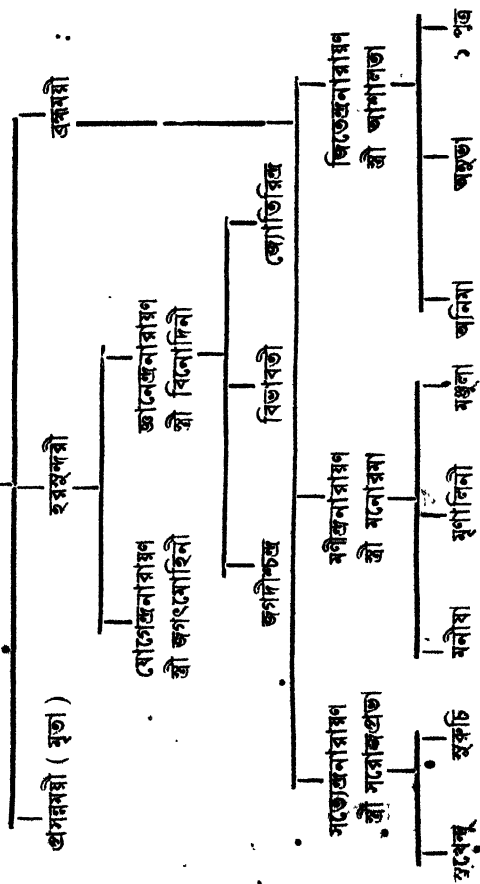 প্রসন্নময়ী ( মৃতা )
হরসুন্দরী
ব্রহ্মময়ী
যোগেন্দ্রনারায়ণ
স্ত্রী জগৎমোহিনী
জ্ঞানেন্দ্রনারায়ণ
স্ত্রী বিনোদিনী
জগদীশচন্দ্র
বিভাবতী
জ্যোতিরিন্দ্র
সত্যেন্দ্রনারায়ণ
স্ত্রী সরোজপ্রভা
মণীন্দ্রনারায়ণ
স্ত্রী মনোরমা
জিতেন্দ্রনারায়ণ
স্ত্রী আশালতা
সুখেন্দু
সুরুচি
মনীষা
মৃণালিনী
মঞ্জুলা
অনিমা
অনুভা
১ পুত্র